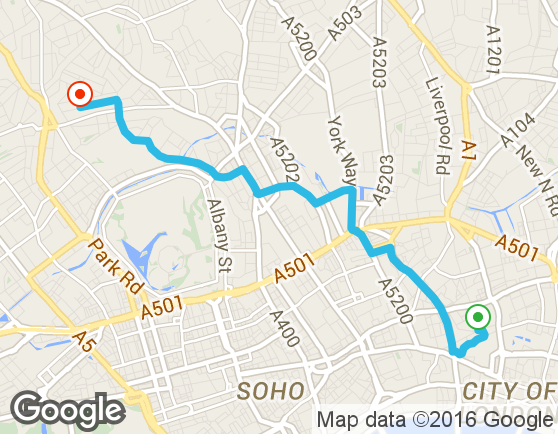 A5200
A503
A5203
A1201
Liverpool Rd
A104
New N Rd
A1
York Way
A5202
A5203
Albany St
Park Rd
A501
A501
A501
A5200
A5
A400
SOHO
CITY OF
LONDON
Google
Map data ©2016 Google